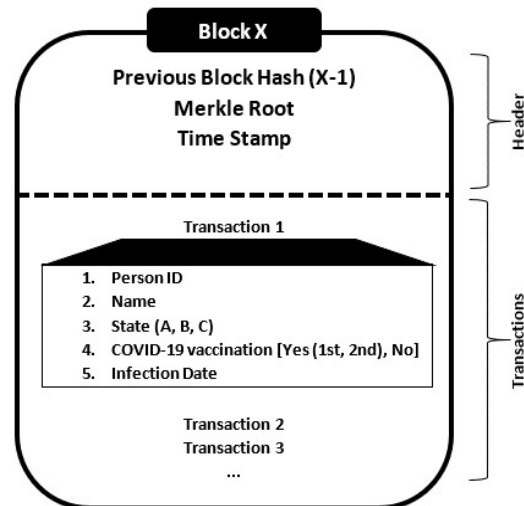 Block X
Previous Block Hash (X-1)
Merkle Root
Time Stamp
Header
Transaction 1
1. Person ID
2. Name
3. State (A, B, C)
4. COVID-19 vaccination [Yes (1st, 2nd), No]
5. Infection Date
Transaction 2
Transaction 3
...
Transactions